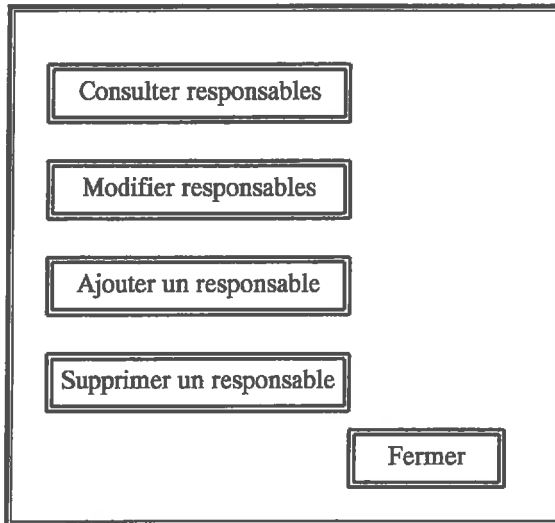 Consulter responsables
Modifier responsables
Ajouter un responsable
Supprimer un responsable
Fermer